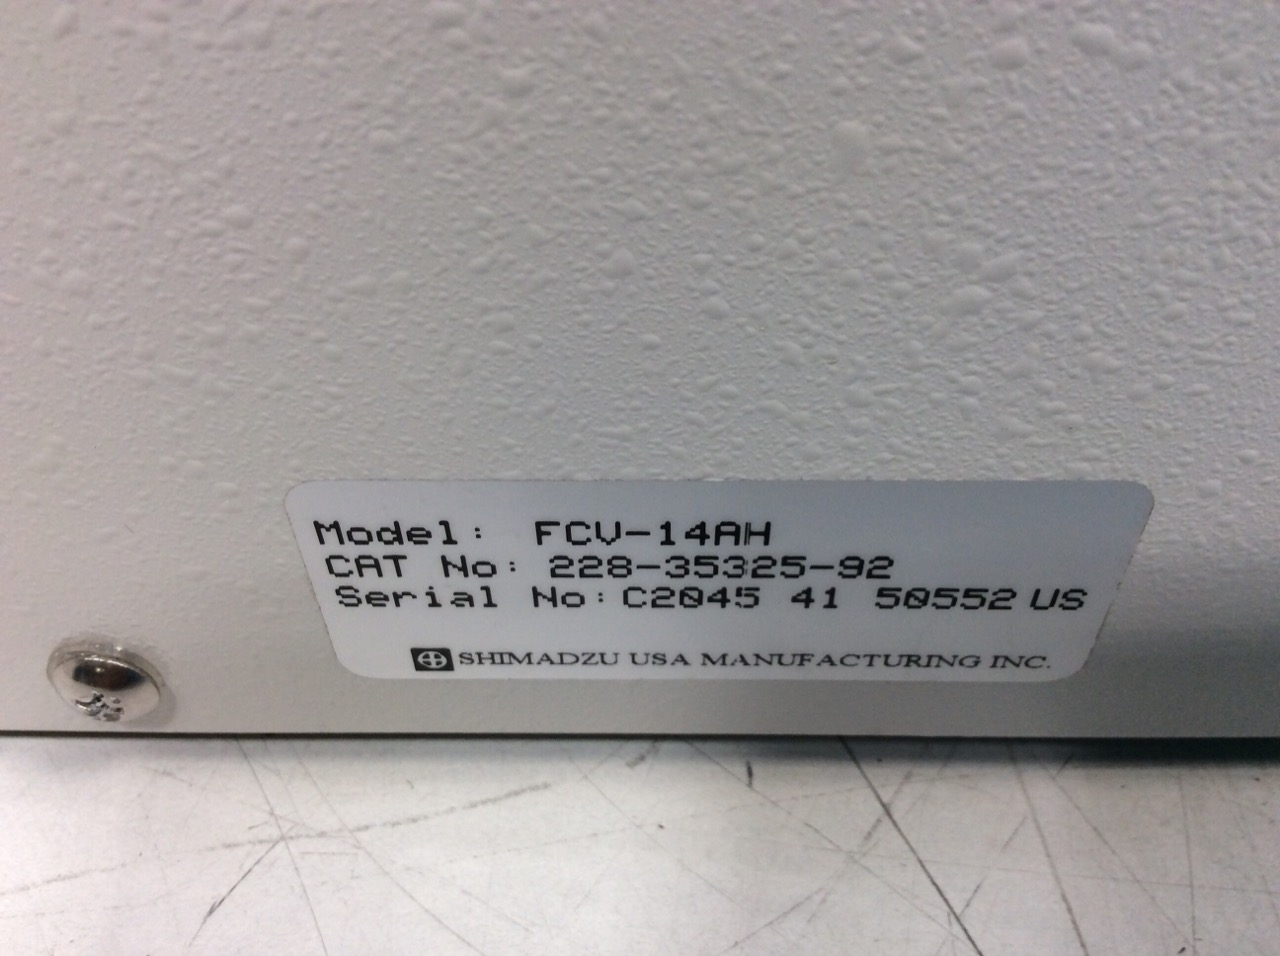 Model: FCV-14AH
CAT No: 228-35325-92
Serial No: C2045 41 50552 US
SHIMADZU USA MANUFACTURING INC.